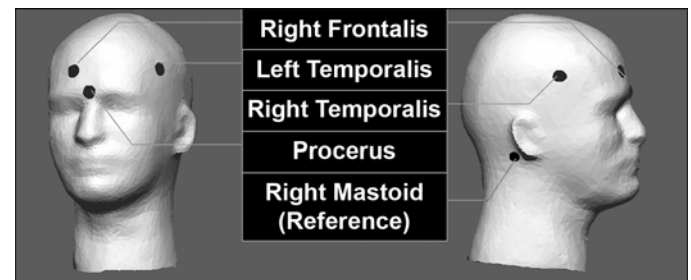 Right Frontalis
Left Temporalis
Right Temporalis
Procerus
Right Mastoid
(Reference)